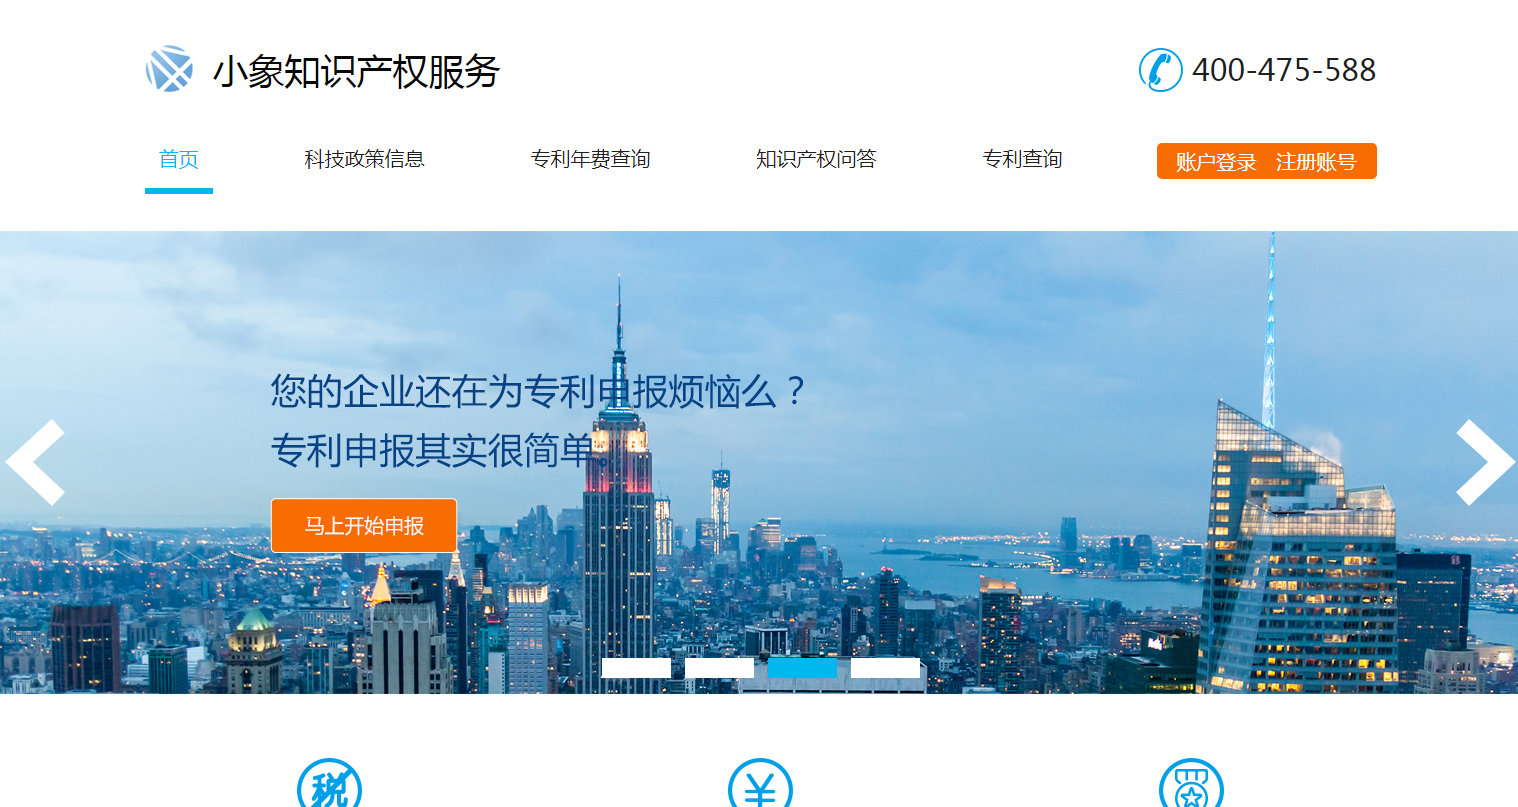 小象知识产权服务
400-475-588
首页
科技政策信息
专利年费查询
知识产权问答
专利查询
账户登录 注册账号
您的企业还在为专利申报烦恼么？
专利申报其实很简单。
马上开始申报
税
¥